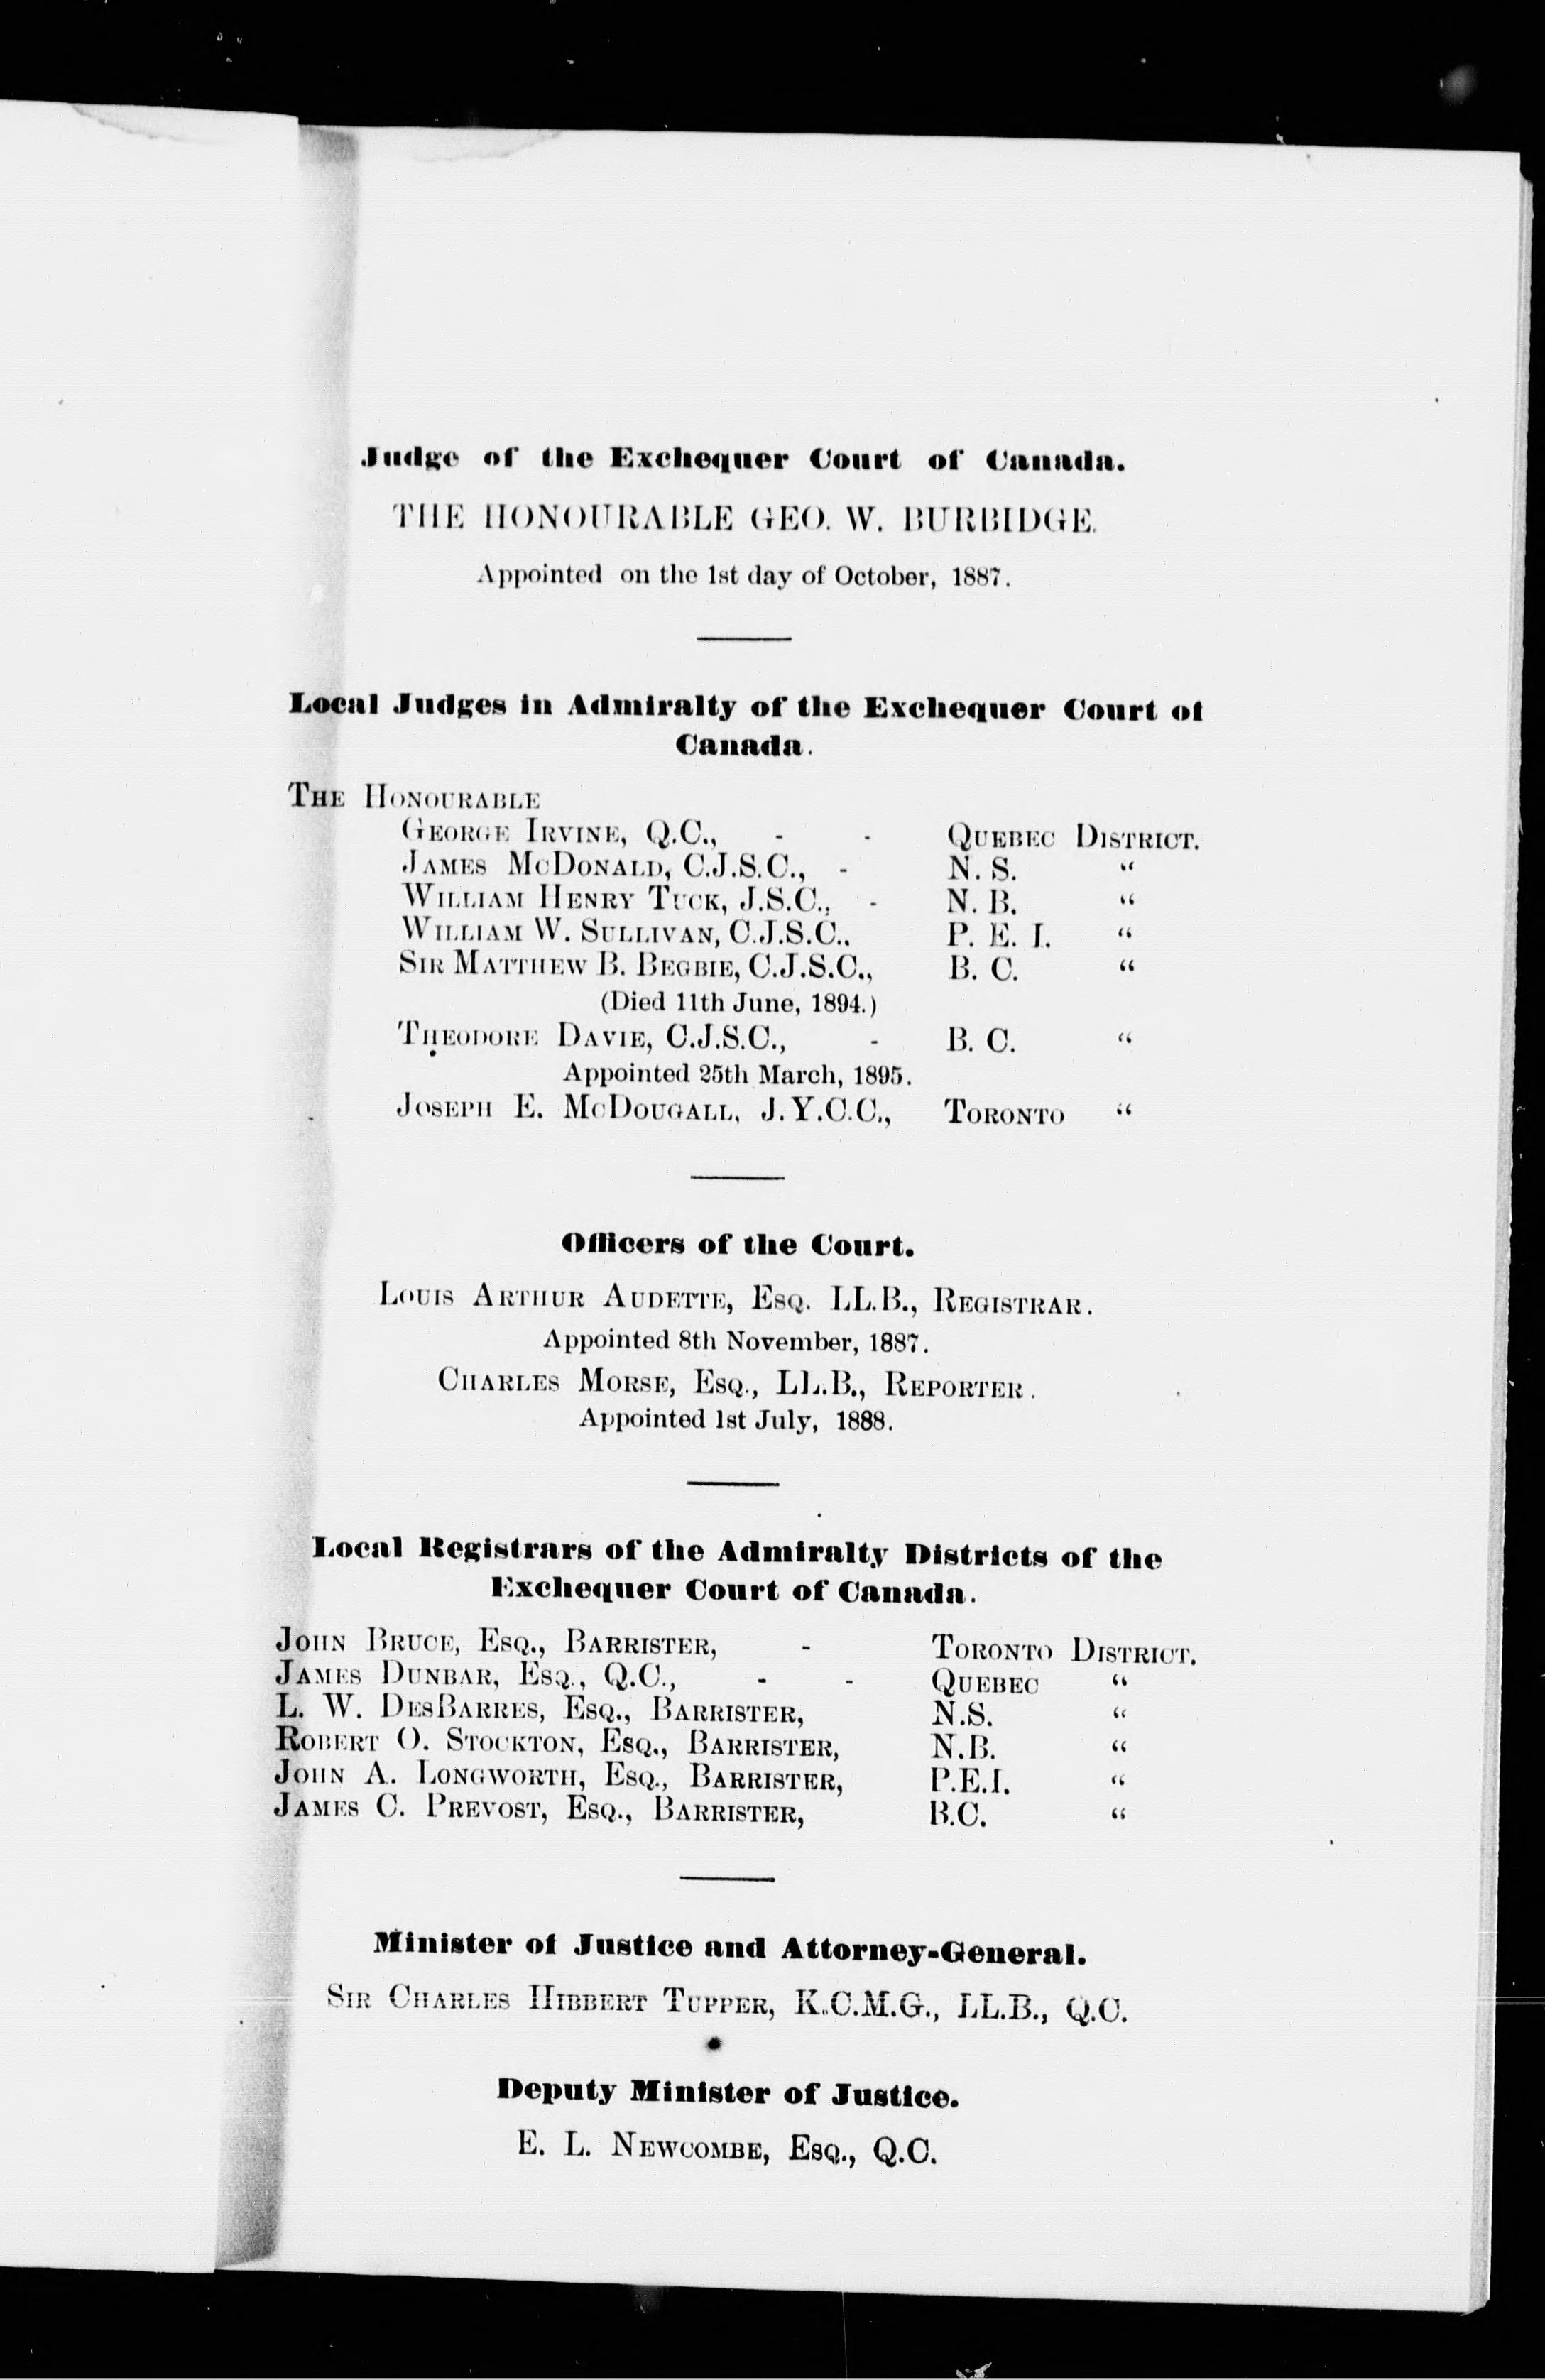 Judge of the Exchequer Court of Canada.
THE HONOURABLE GEO. W. BURBIDGE.
Appointed on the 1st day of October, 1887.
Local Judges in Admiralty of the Exchequer Court of
Canada.
THE HONOURABLE
GEORGE IRVINE, Q.C., - - QUEBEC DISTRICT.
JAMES MCDONALD, C.J.S.C., - N. S. "
WILLIAM HENRY TUCK, J.S.C., - N. B. "
WILLIAM W. SULLIVAN, C.J.S.C., P. E. I. "
SIR MATTHEW B. BEGBIE, C.J.S.C., B. C. "
(Died 11th June, 1894.)
THEODORE DAVIE, C.J.S.C., - B. C. "
Appointed 25th March, 1895.
JOSEPH E. MCDOUGALL, J.Y.C.C., TORONTO "
Officers of the Court.
LOUIS ARTHUR AUDETTE, ESQ. LL.B., REGISTRAR.
Appointed 8th November, 1887.
CHARLES MORSE, ESQ., LL.B., REPORTER.
Appointed 1st July, 1888.
Local Registrars of the Admiralty Districts of the
Exchequer Court of Canada.
JOHN BRUCE, ESQ., BARRISTER, - TORONTO DISTRICT.
JAMES DUNBAR, ESQ., Q.C., - - QUEBEC "
L. W. DESBARRES, ESQ., BARRISTER, N.S. "
ROBERT O. STOCKTON, ESQ., BARRISTER, N.B. "
JOHN A. LONGWORTH, ESQ., BARRISTER, P.E.I. "
JAMES C. PREVOST, ESQ., BARRISTER, B.C. "
Minister of Justice and Attorney-General.
SIR CHARLES HIBBERT TUPPER, K.C.M.G., LL.B., Q.C.
Deputy Minister of Justice.
E. L. NEWCOMBE, ESQ., Q.C.